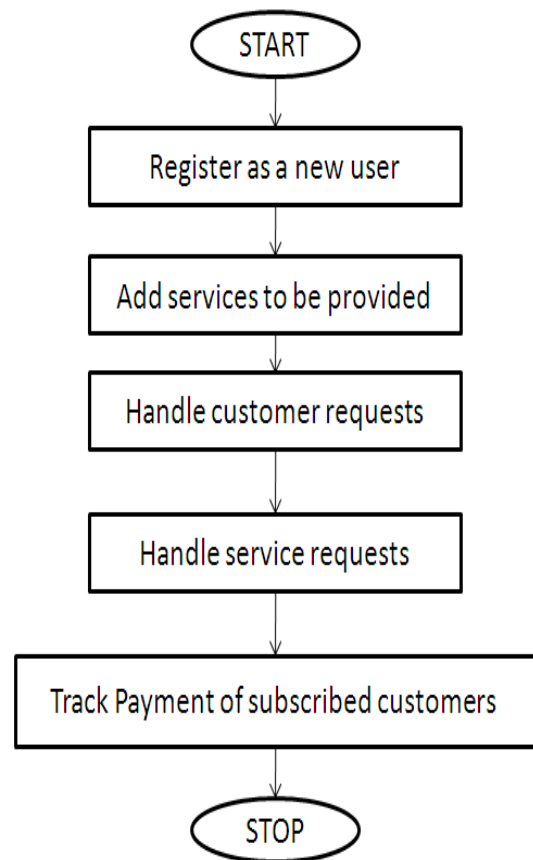 START
Register as a new user
Add services to be provided
Handle customer requests
Handle service requests
Track Payment of subscribed customers
STOP